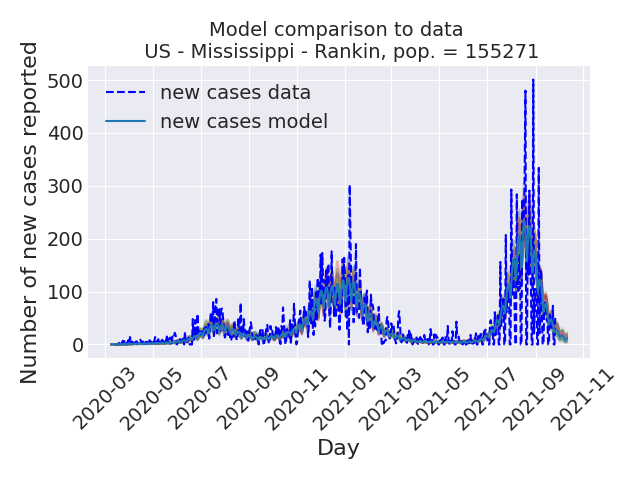 Model comparison to data
US - Mississippi - Rankin, pop. = 155271
Number of new cases reported
500
400
300
200
100
0
new cases data
new cases model
2020-03
2020-05
2020-07
2020-09
2020-11
2021-01
2021-03
2021-05
2021-07
2021-09
2021-11
Day